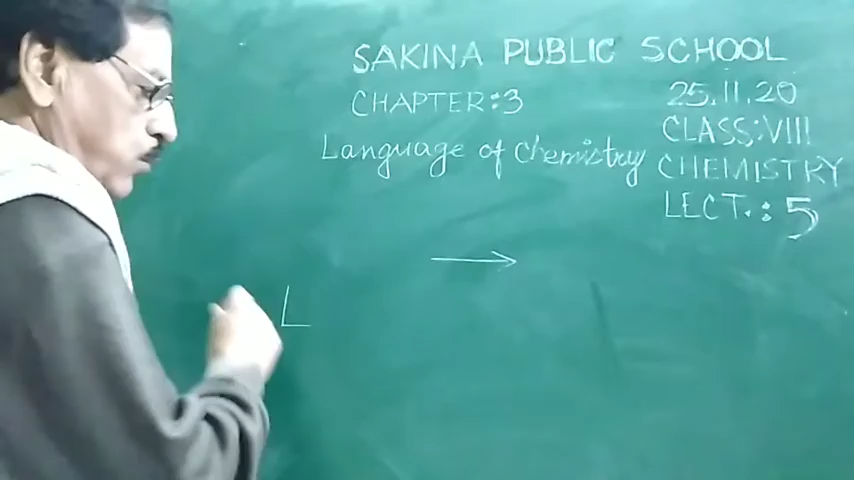 SAKINA PUBLIC SCHOOL
CHAPTER:3
25.11.20
Language of Chemistry
CLASS:VIII
CHEMISTRY
LECT.:5
L